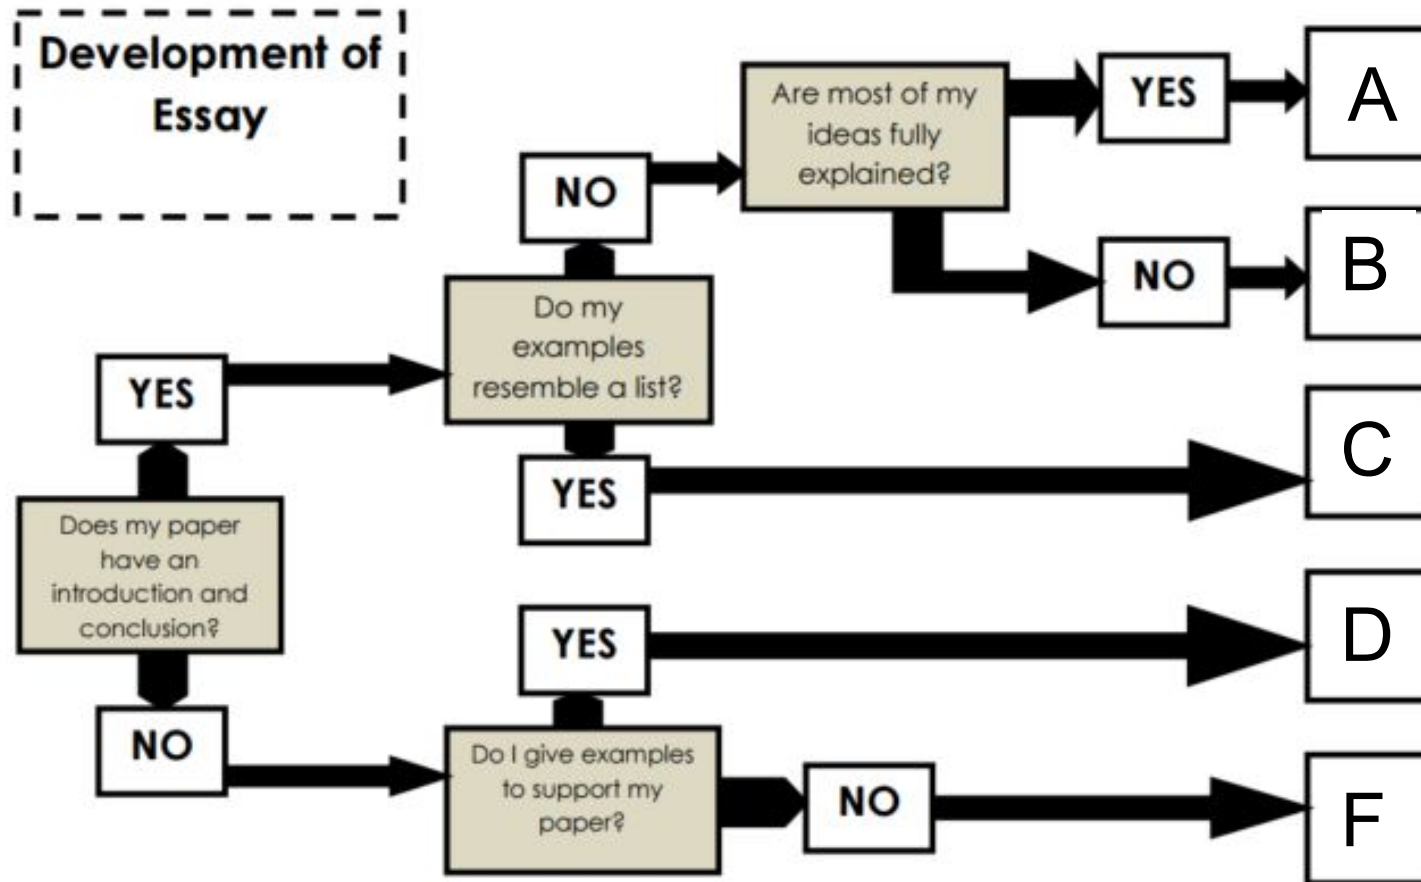 Development of
Essay
Are most of my
ideas fully
explained?
YES
A
NO
NO
B
Do my
examples
resemble a list?
YES
YES
C
Does my paper
have an
introduction and
conclusion?
YES
D
NO
Do I give examples
to support my
paper?
NO
F